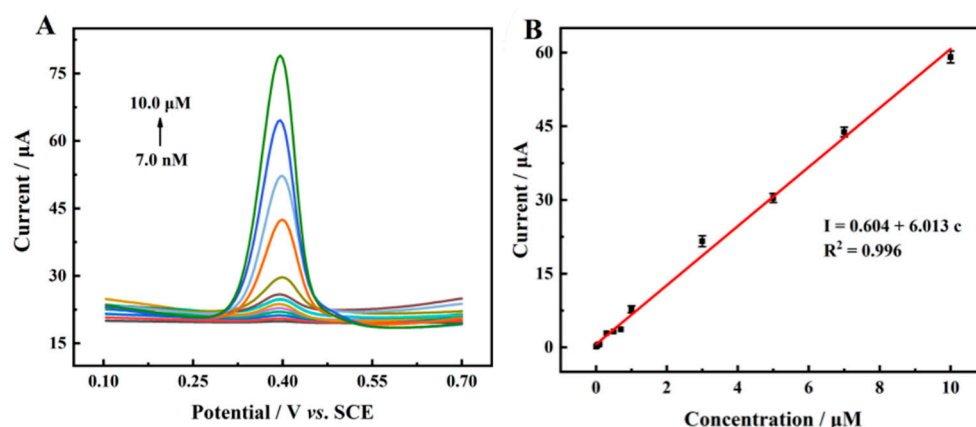 A
Current / μA
75
60
45
30
15
10.0 μM
7.0 nM
0.10 0.25 0.40 0.55 0.70
Potential / V vs. SCE
B
Current / μA
60
45
30
15
0
I = 0.604 + 6.013 c
R² = 0.996
0 2 4 6 8 10
Concentration / μM